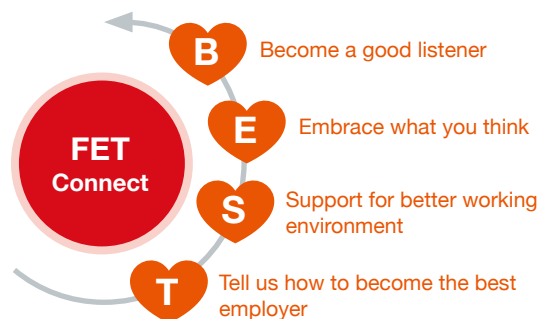 B
Become a good listener
E
Embrace what you think
FET
Connect
S
Support for better working
environment
T
Tell us how to become the best
employer